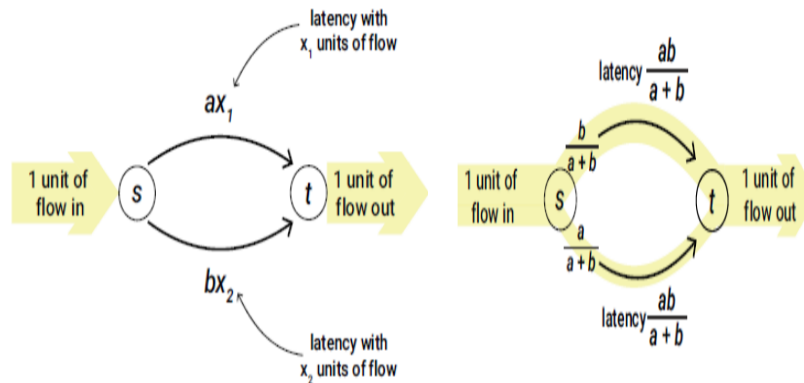 latency with
x₁ units of flow
ax₁
1 unit of
flow in
s
t
1 unit of
flow out
bx₂
latency with
x₂ units of flow
latency ab/(a + b)
b/(a + b)
1 unit of
flow in
s
t
1 unit of
flow out
a/(a + b)
latency ab/(a + b)